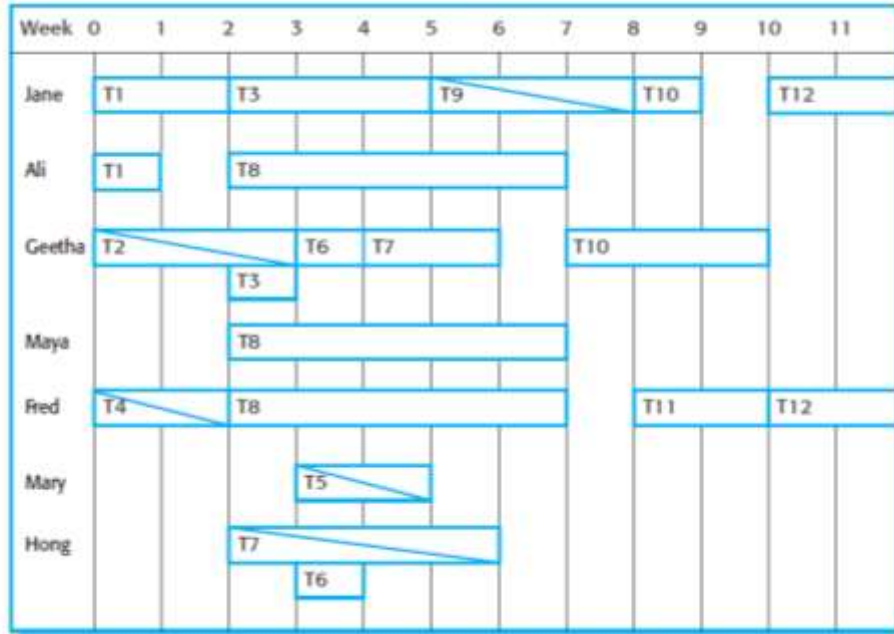 Week 0 1 2 3 4 5 6 7 8 9 10 11
Jane T1 T3 T9 T10 T12
Ali T1 T8
Geetha T2 T6 T7 T10
T3
Maya T8
Fred T4 T8 T11 T12
Mary T5
Hong T7
T6